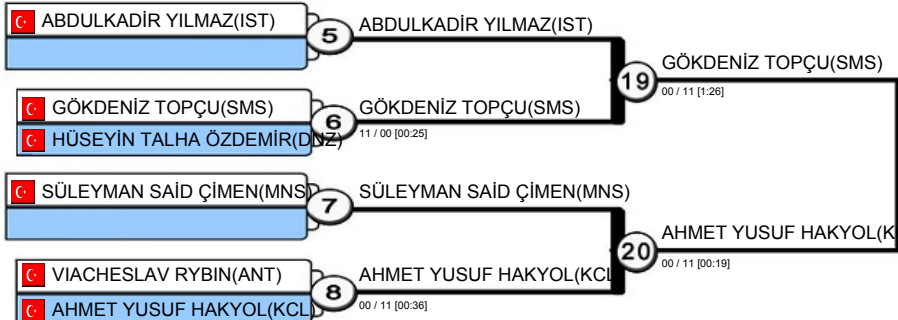 ABDULKADİR YILMAZ(IST)
5
ABDULKADİR YILMAZ(IST)
19
GÖKDENİZ TOPÇU(SMS)
00 / 11 [1:26]
GÖKDENİZ TOPÇU(SMS)
HÜSEYİN TALHA ÖZDEMİR(DNZ)
6
GÖKDENİZ TOPÇU(SMS)
11 / 00 [00:25]
SÜLEYMAN SAİD ÇİMEN(MNS)
7
SÜLEYMAN SAİD ÇİMEN(MNS)
20
AHMET YUSUF HAKYOL(K
00 / 11 [00:19]
VIACHESLAV RYBIN(ANT)
AHMET YUSUF HAKYOL(KCL)
8
AHMET YUSUF HAKYOL(KCL
00 / 11 [00:36]